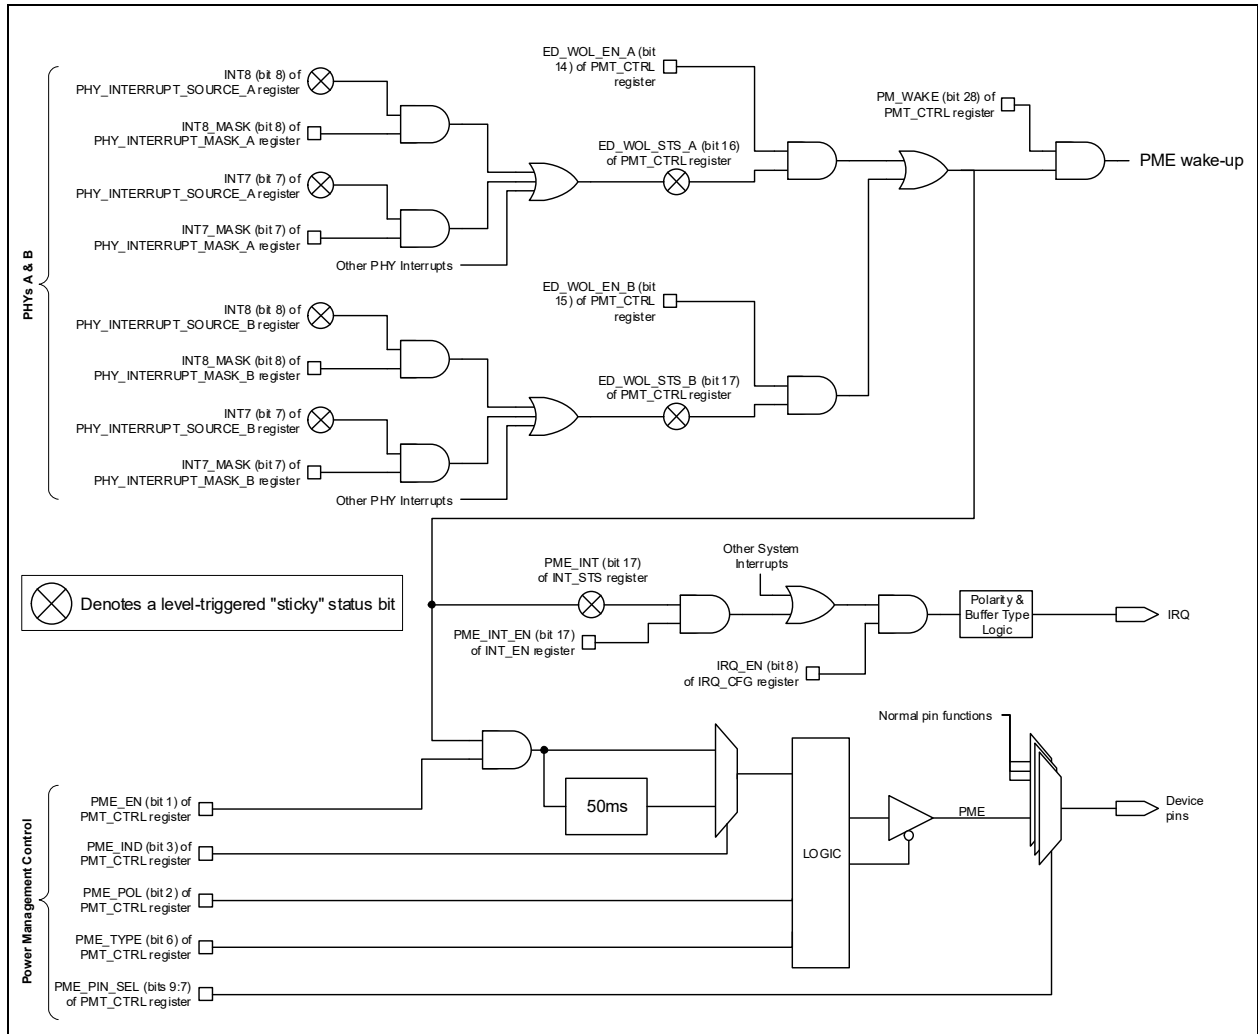 INT8 (bit 8) of
PHY_INTERRUPT_SOURCE_A register
INT8_MASK (bit 8) of
PHY_INTERRUPT_MASK_A register
INT7 (bit 7) of
PHY_INTERRUPT_SOURCE_A register
INT7_MASK (bit 7) of
PHY_INTERRUPT_MASK_A register
Other PHY Interrupts
ED_WOL_EN_A (bit
14) of PMT_CTRL
register
ED_WOL_STS_A (bit 16)
of PMT_CTRL register
PM_WAKE (bit 28) of
PMT_CTRL register
PME wake-up
PHYs A & B
INT8 (bit 8) of
PHY_INTERRUPT_SOURCE_B register
INT8_MASK (bit 8) of
PHY_INTERRUPT_MASK_B register
INT7 (bit 7) of
PHY_INTERRUPT_SOURCE_B register
INT7_MASK (bit 7) of
PHY_INTERRUPT_MASK_B register
Other PHY Interrupts
ED_WOL_EN_B (bit
15) of PMT_CTRL
register
ED_WOL_STS_B (bit 17)
of PMT_CTRL register
Denotes a level-triggered "sticky" status bit
PME_INT (bit 17)
of INT_STS register
PME_INT_EN (bit 17)
of INT_EN register
Other System
Interrupts
IRQ_EN (bit 8)
of IRQ_CFG register
Polarity &
Buffer Type
Logic
IRQ
Normal pin functions
Power Management Control
PME_EN (bit 1) of
PMT_CTRL register
PME_IND (bit 3) of
PMT_CTRL register
PME_POL (bit 2) of
PMT_CTRL register
PME_TYPE (bit 6) of
PMT_CTRL register
PME_PIN_SEL (bits 9:7)
of PMT_CTRL register
50ms
LOGIC
PME
Device
pins